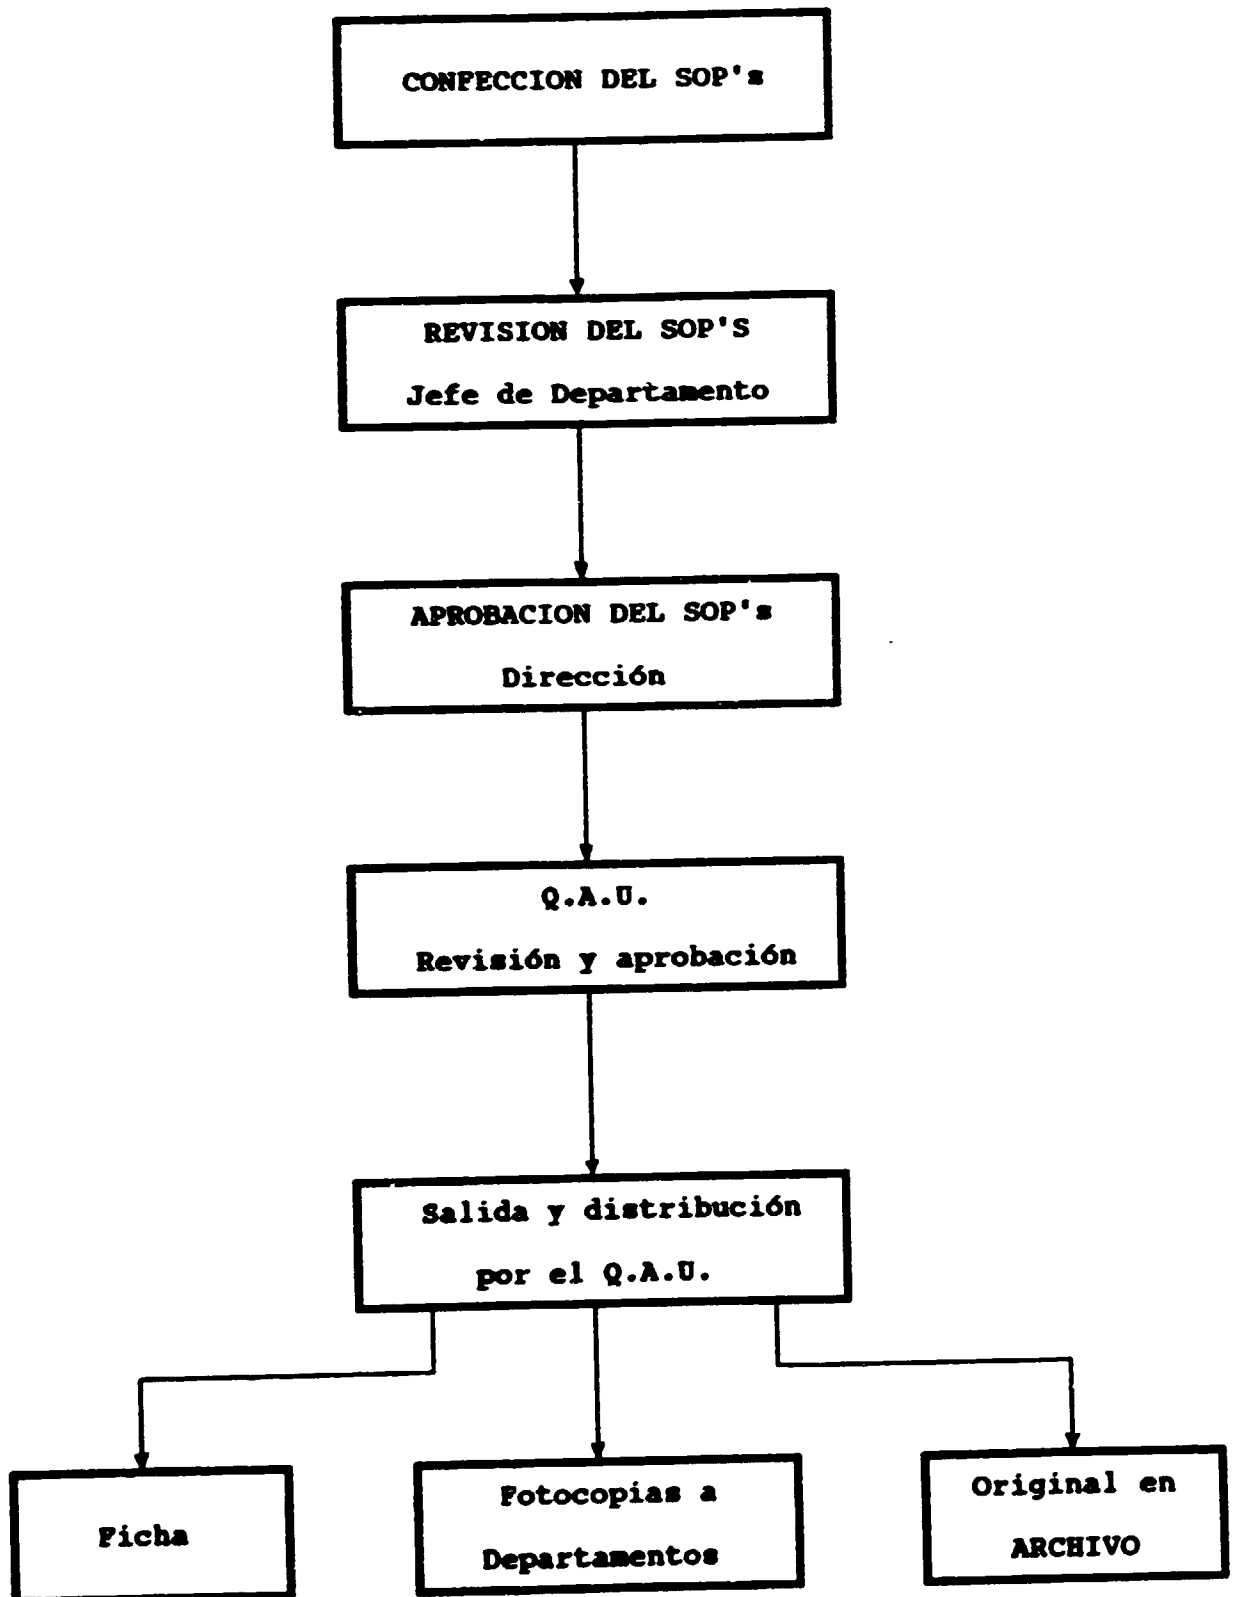 CONFECCION DEL SOP's
REVISION DEL SOP'S
Jefe de Departamento
APROBACION DEL SOP's
Dirección
Q.A.U.
Revisión y aprobación
Salida y distribución
por el Q.A.U.
Ficha
Fotocopias a
Departamentos
Original en
ARCHIVO